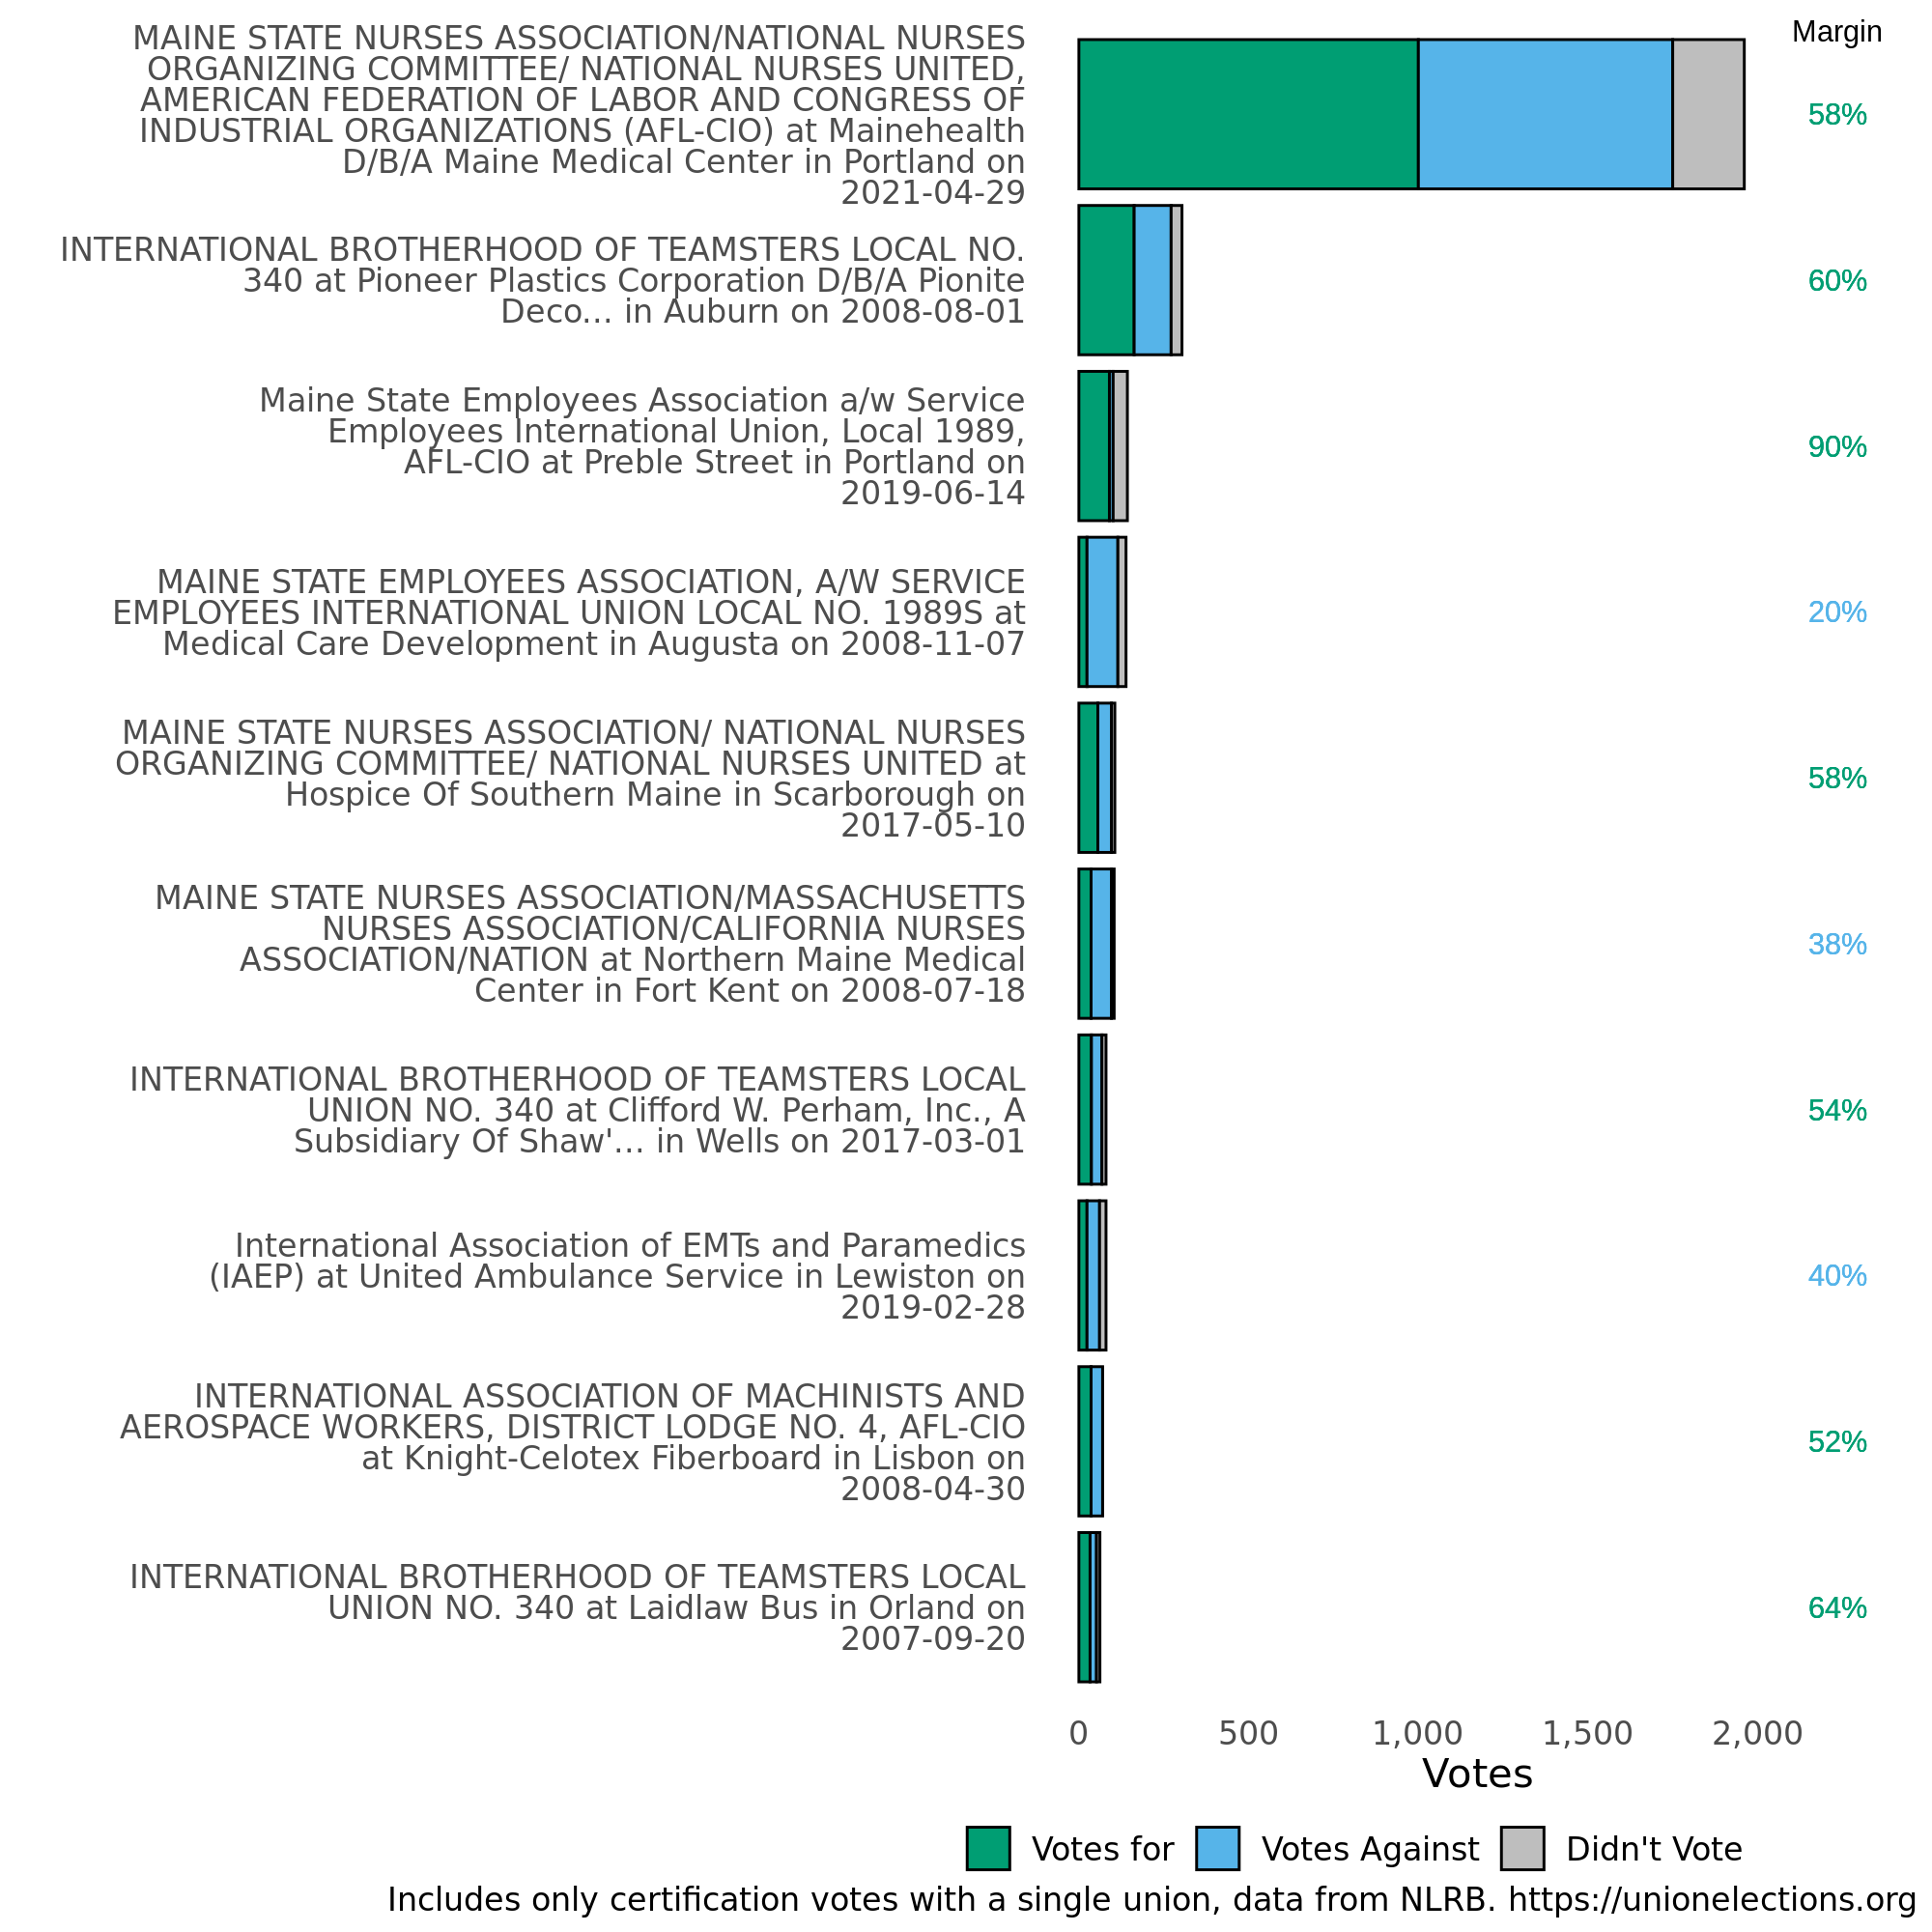 Margin
MAINE STATE NURSES ASSOCIATION/NATIONAL NURSES
ORGANIZING COMMITTEE/ NATIONAL NURSES UNITED,
AMERICAN FEDERATION OF LABOR AND CONGRESS OF
INDUSTRIAL ORGANIZATIONS (AFL-CIO) at Mainehealth
D/B/A Maine Medical Center in Portland on
2021-04-29
58%
INTERNATIONAL BROTHERHOOD OF TEAMSTERS LOCAL NO.
340 at Pioneer Plastics Corporation D/B/A Pionite
Deco... in Auburn on 2008-08-01
60%
Maine State Employees Association a/w Service
Employees International Union, Local 1989,
AFL-CIO at Preble Street in Portland on
2019-06-14
90%
MAINE STATE EMPLOYEES ASSOCIATION, A/W SERVICE
EMPLOYEES INTERNATIONAL UNION LOCAL NO. 1989S at
Medical Care Development in Augusta on 2008-11-07
20%
MAINE STATE NURSES ASSOCIATION/ NATIONAL NURSES
ORGANIZING COMMITTEE/ NATIONAL NURSES UNITED at
Hospice Of Southern Maine in Scarborough on
2017-05-10
58%
MAINE STATE NURSES ASSOCIATION/MASSACHUSETTS
NURSES ASSOCIATION/CALIFORNIA NURSES
ASSOCIATION/NATION at Northern Maine Medical
Center in Fort Kent on 2008-07-18
38%
INTERNATIONAL BROTHERHOOD OF TEAMSTERS LOCAL
UNION NO. 340 at Clifford W. Perham, Inc., A
Subsidiary Of Shaw'... in Wells on 2017-03-01
54%
International Association of EMTs and Paramedics
(IAEP) at United Ambulance Service in Lewiston on
2019-02-28
40%
INTERNATIONAL ASSOCIATION OF MACHINISTS AND
AEROSPACE WORKERS, DISTRICT LODGE NO. 4, AFL-CIO
at Knight-Celotex Fiberboard in Lisbon on
2008-04-30
52%
INTERNATIONAL BROTHERHOOD OF TEAMSTERS LOCAL
UNION NO. 340 at Laidlaw Bus in Orland on
2007-09-20
64%
0 500 1,000 1,500 2,000
Votes
Votes for Votes Against Didn't Vote
Includes only certification votes with a single union, data from NLRB. https://unionelections.org